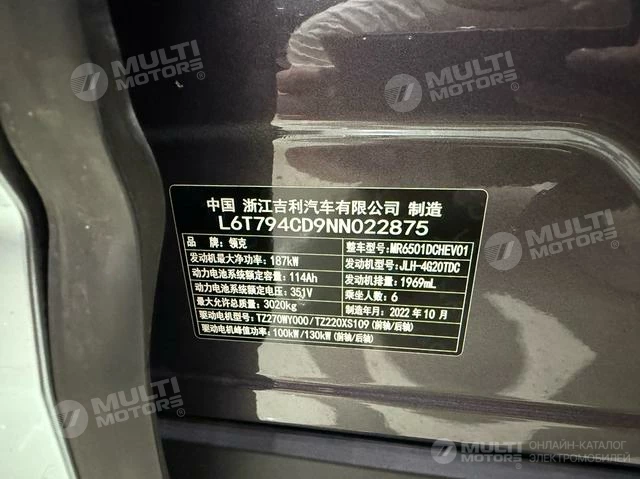 MULTI MOTORS®
MULTI MOTORS®
中国 浙江吉利汽车有限公司 制造
L6T794CD9NN022875
品 牌：领克 整车型号：MR6501DCHEV01
发动机最大净功率：187kW 发动机型号：JLH-4G20TDC
动力电池系统额定容量：114Ah 发动机排量：1969mL
动力电池系统额定电压：351V 乘坐人数：6
最大允许总质量：3020kg 制造年月：2022年10月
驱动电机型号：TZ270WY000/TZ220XS109(前轴/后轴)
驱动电机峰值功率：100kW/130kW(前轴/后轴)
MULTI MOTORS®
MULTI MOTORS®
MULTI MOTORS®
ОНЛАЙН-КАТАЛОГ
ЭЛЕКТРОМОБИЛЕЙ